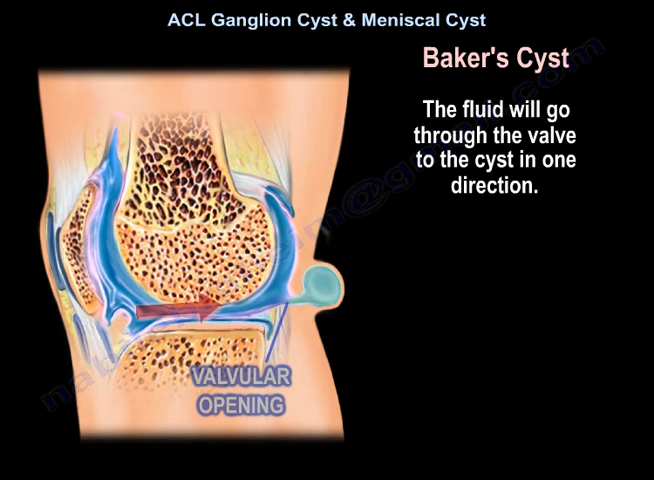 ACL Ganglion Cyst & Meniscal Cyst
Baker's Cyst
The fluid will go
through the valve
to the cyst in one
direction.
VALVULAR
OPENING